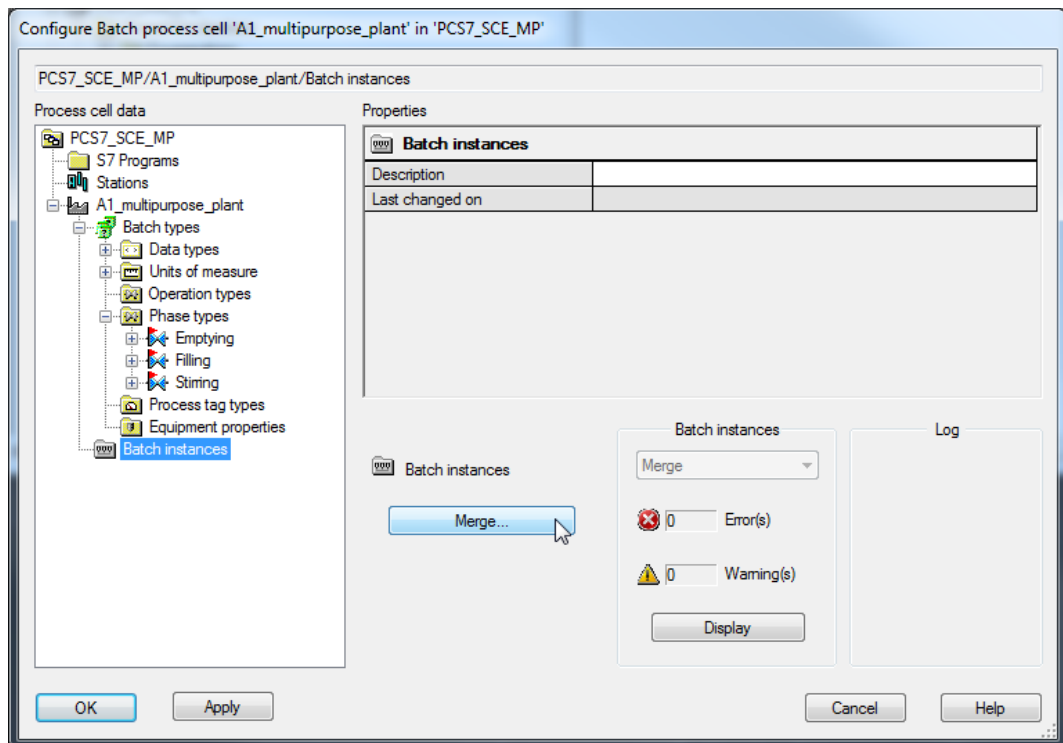 Configure Batch process cell 'A1_multipurpose_plant' in 'PCS7_SCE_MP'
PCS7_SCE_MP/A1_multipurpose_plant/Batch instances
Process cell data
PCS7_SCE_MP
S7 Programs
Stations
A1_multipurpose_plant
Batch types
Data types
Units of measure
Operation types
Phase types
Emptying
Filling
Stirring
Process tag types
Equipment properties
Batch instances
Properties
Batch instances
Description
Last changed on
Batch instances
Merge...
Batch instances
Merge
0 Error(s)
0 Warning(s)
Display
Log
OK
Apply
Cancel
Help